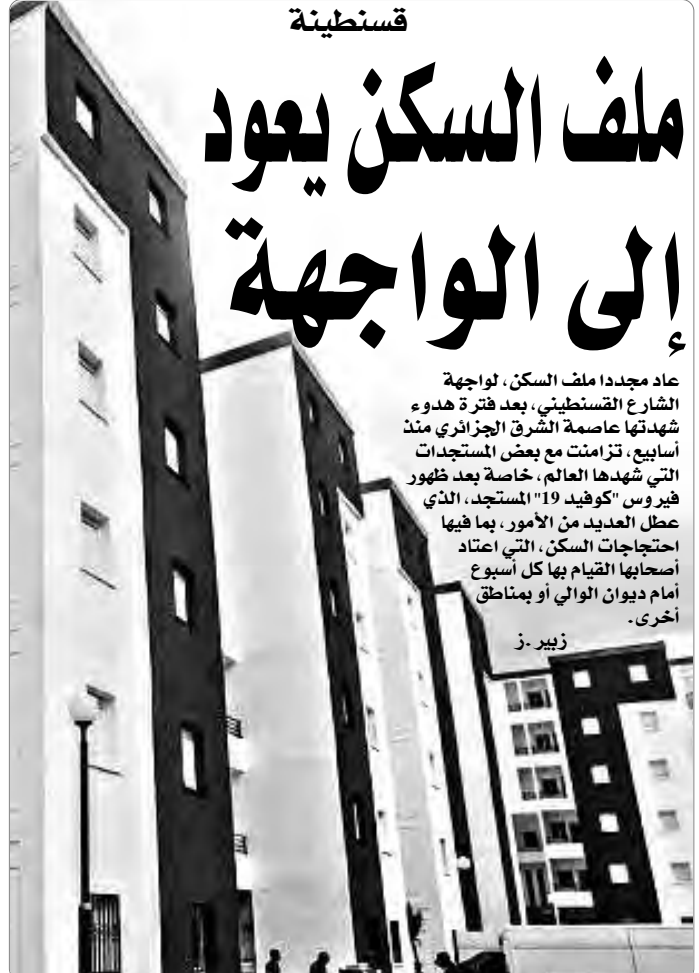 قسنطينة
ملف السكن يعود
إلى الواجهة
عاد مجددا ملف السكن، لواجهة
الشارع القسنطيني، بعد فترة هدوء
شهدتها عاصمة الشرق الجزائري منذ
أسابيع، تزامنت مع بعض المستجدات
التي شهدها العالم، خاصة بعد ظهور
فيروس "كوفيد 19" المستجد، الذي
عطل العديد من الأمور، بما فيها
احتجاجات السكن، التي اعتاد
أصحابها القيام بها كل أسبوع
أمام ديوان الوالي أو بمناطق
أخرى.
زبير .ز